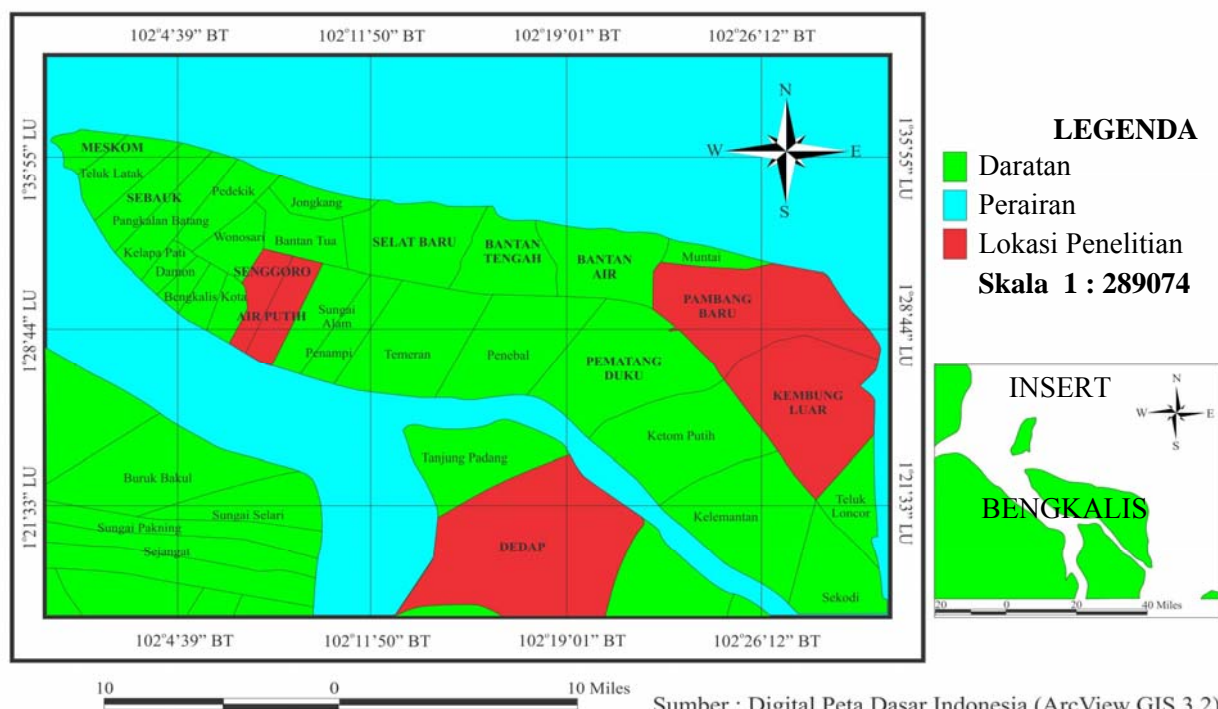 102°4'39” BT 102°11'50” BT 102°19'01” BT 102°26'12” BT
1°35'55” LU
1°28'44” LU
1°21'33” LU
N
W E
S
MESKOM
Teluk Latak
SEBAUK
Pedekik
Jongkang
Pangkalan Batang
Wonosari
Bantan Tua
SELAT BARU
BANTAN
TENGAH
BANTAN
AIR
Muntai
Kelapa Pati
Damon
SENGGORO
Bengkalis Kota
AIR PUTIH
Sungai
Alam
PAMBANG
BARU
Penampi
Temeran
Penebal
PEMATANG
DUKU
KEMBUNG
LUAR
Ketom Putih
Tanjung Padang
Buruk Bakul
Sungai Selari
Sungai Pakning
Sejangat
DEDAP
Kelemantan
Teluk
Loncor
Sekodi
1°35'55” LU
1°28'44” LU
1°21'33” LU
102°4'39” BT 102°11'50” BT 102°19'01” BT 102°26'12” BT
LEGENDA
Daratan
Perairan
Lokasi Penelitian
Skala 1 : 289074
INSERT
N
W E
S
BENGKALIS
20 0 20 40 Miles
10 0 10 Miles
Sumber : Digital Peta Dasar Indonesia (ArcView GIS 3.2)